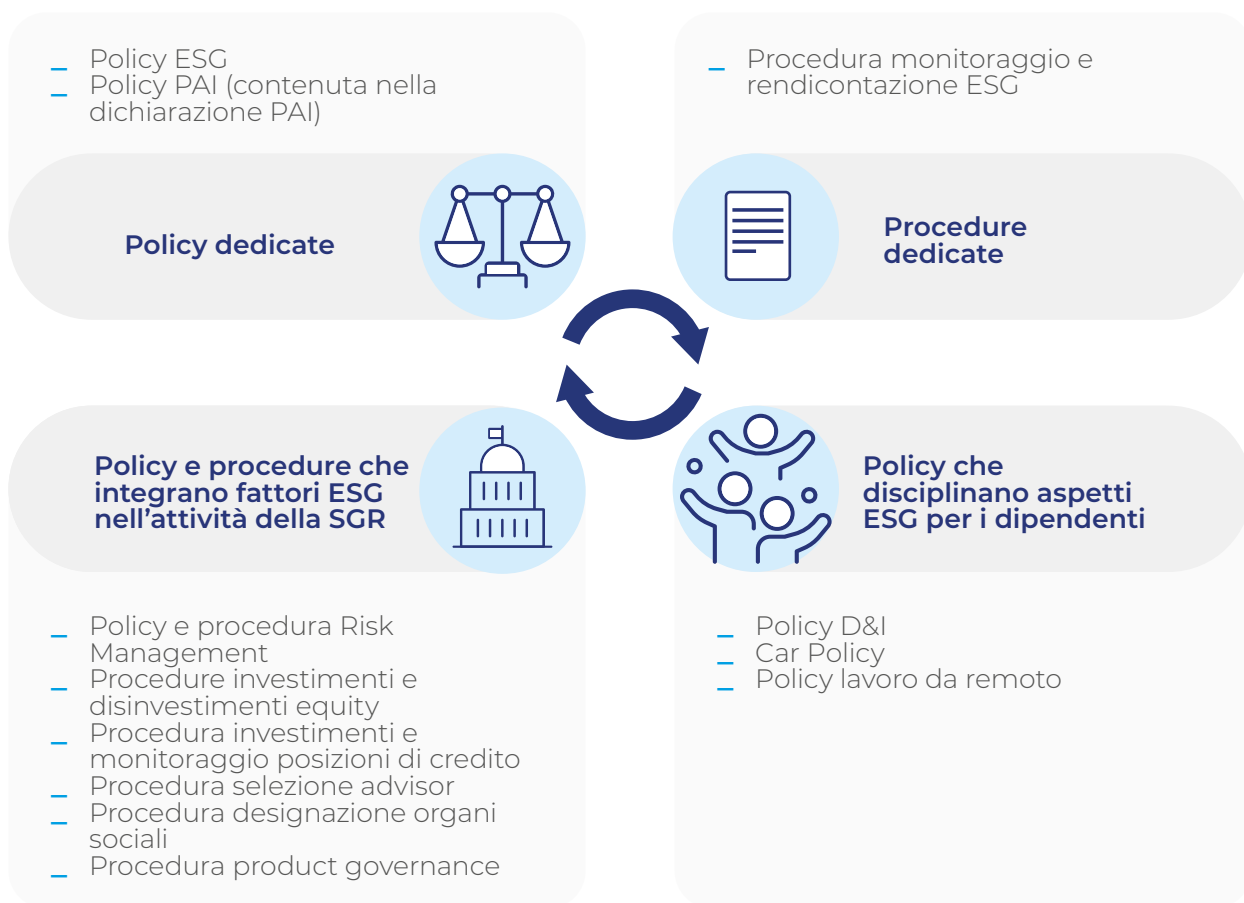 Policy ESG
Policy PAI (contenuta nella
dichiarazione PAI)
Policy dedicate
Procedura monitoraggio e
rendicontazione ESG
Procedure
dedicate
Policy e procedure che
integrano fattori ESG
nell’attività della SGR
Policy e procedura Risk
Management
Procedure investimenti e
disinvestimenti equity
Procedura investimenti e
monitoraggio posizioni di credito
Procedura selezione advisor
Procedura designazione organi
sociali
Procedura product governance
Policy che
disciplinano aspetti
ESG per i dipendenti
Policy D&I
Car Policy
Policy lavoro da remoto